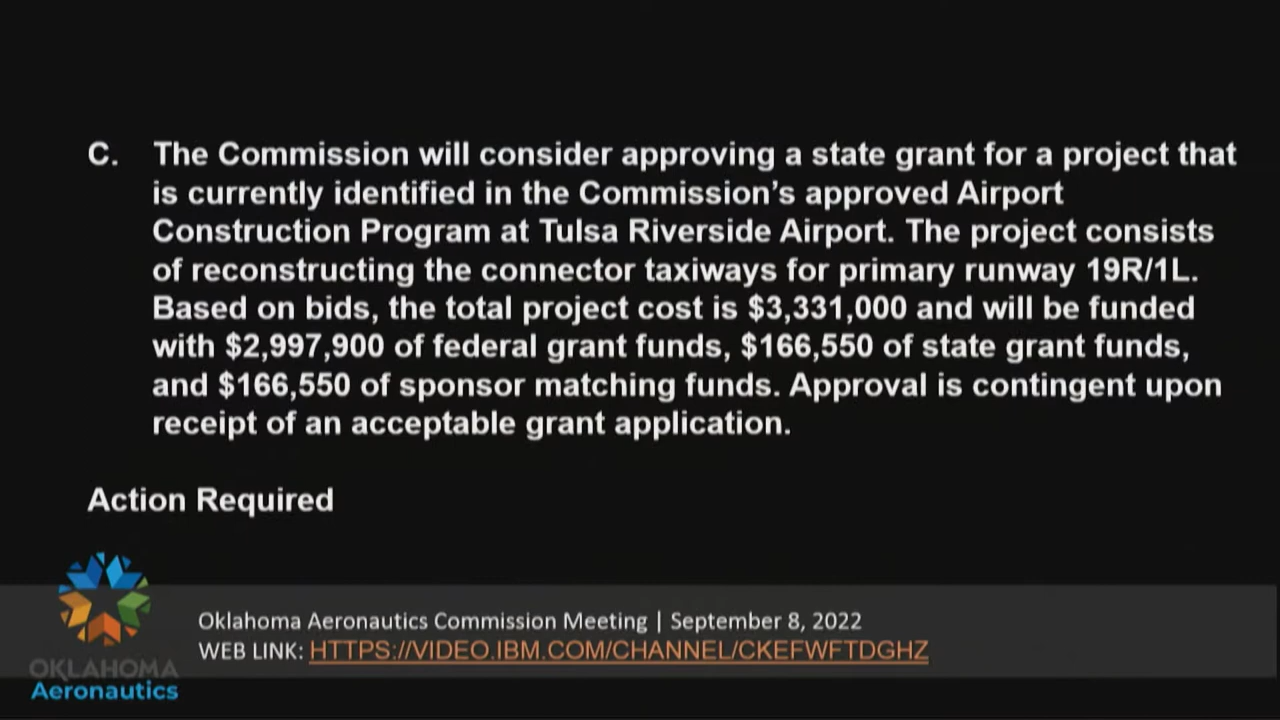 C. The Commission will consider approving a state grant for a project that
is currently identified in the Commission's approved Airport
Construction Program at Tulsa Riverside Airport. The project consists
of reconstructing the connector taxiways for primary runway 19R/1L.
Based on bids, the total project cost is $3,331,000 and will be funded
with $2,997,900 of federal grant funds, $166,550 of state grant funds,
and $166,550 of sponsor matching funds. Approval is contingent upon
receipt of an acceptable grant application.
Action Required
Oklahoma Aeronautics Commission Meeting | September 8, 2022
WEB LINK: HTTPS://VIDEO.IBM.COM/CHANNEL/CKEFWFTDGHZ
OKLAHOMA
Aeronautics